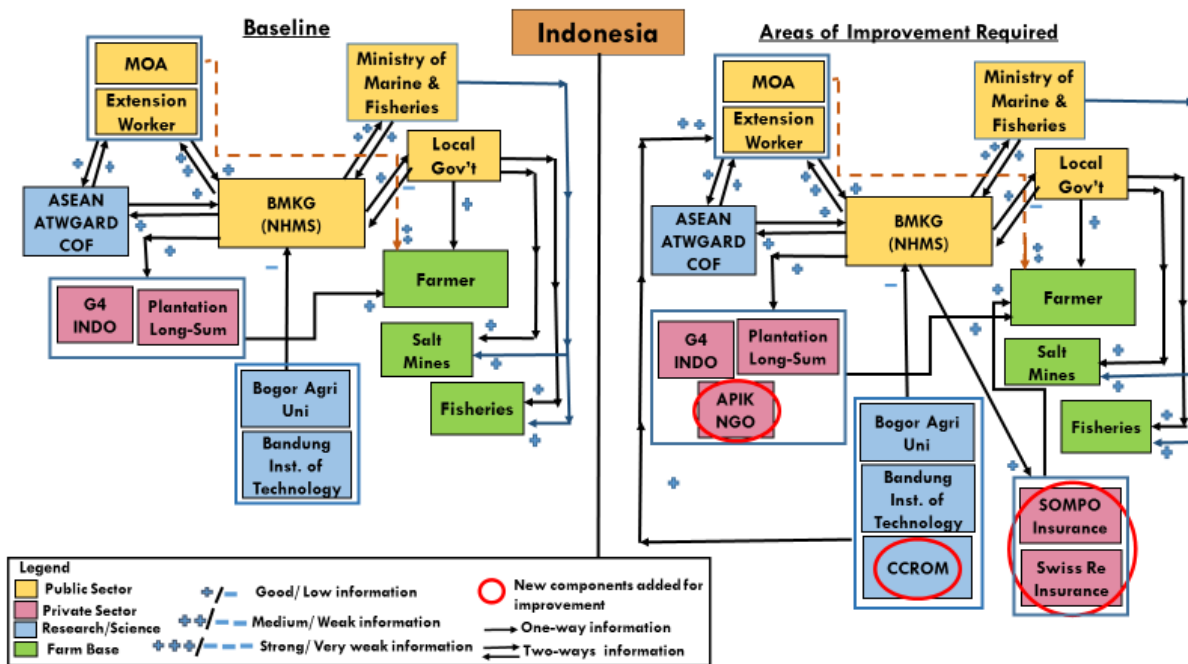 Indonesia
Baseline
MOA
Extension
Worker
Ministry of
Marine &
Fisheries
Local
Gov't
ASEAN
ATWGARD
COF
BMKG
(NHMS)
G4
INDO
Plantation
Long-Sum
Farmer
Salt
Mines
Fisheries
Bogor Agri
Uni
Bandung
Inst. of
Technology
Areas of Improvement Required
MOA
Extension
Worker
Ministry of
Marine &
Fisheries
Local
Gov't
ASEAN
ATWGARD
COF
BMKG
(NHMS)
G4
INDO
Plantation
Long-Sum
APIK
NGO
Farmer
Salt
Mines
Fisheries
Bogor Agri
Uni
Bandung
Inst. of
Technology
CCROM
SOMPO
Insurance
Swiss Re
Insurance
Legend
Public Sector
Private Sector
Research/Science
Farm Base
Good/ Low information
Medium/ Weak information
Strong/ Very weak information
New components added for
improvement
One-way information
Two-ways information